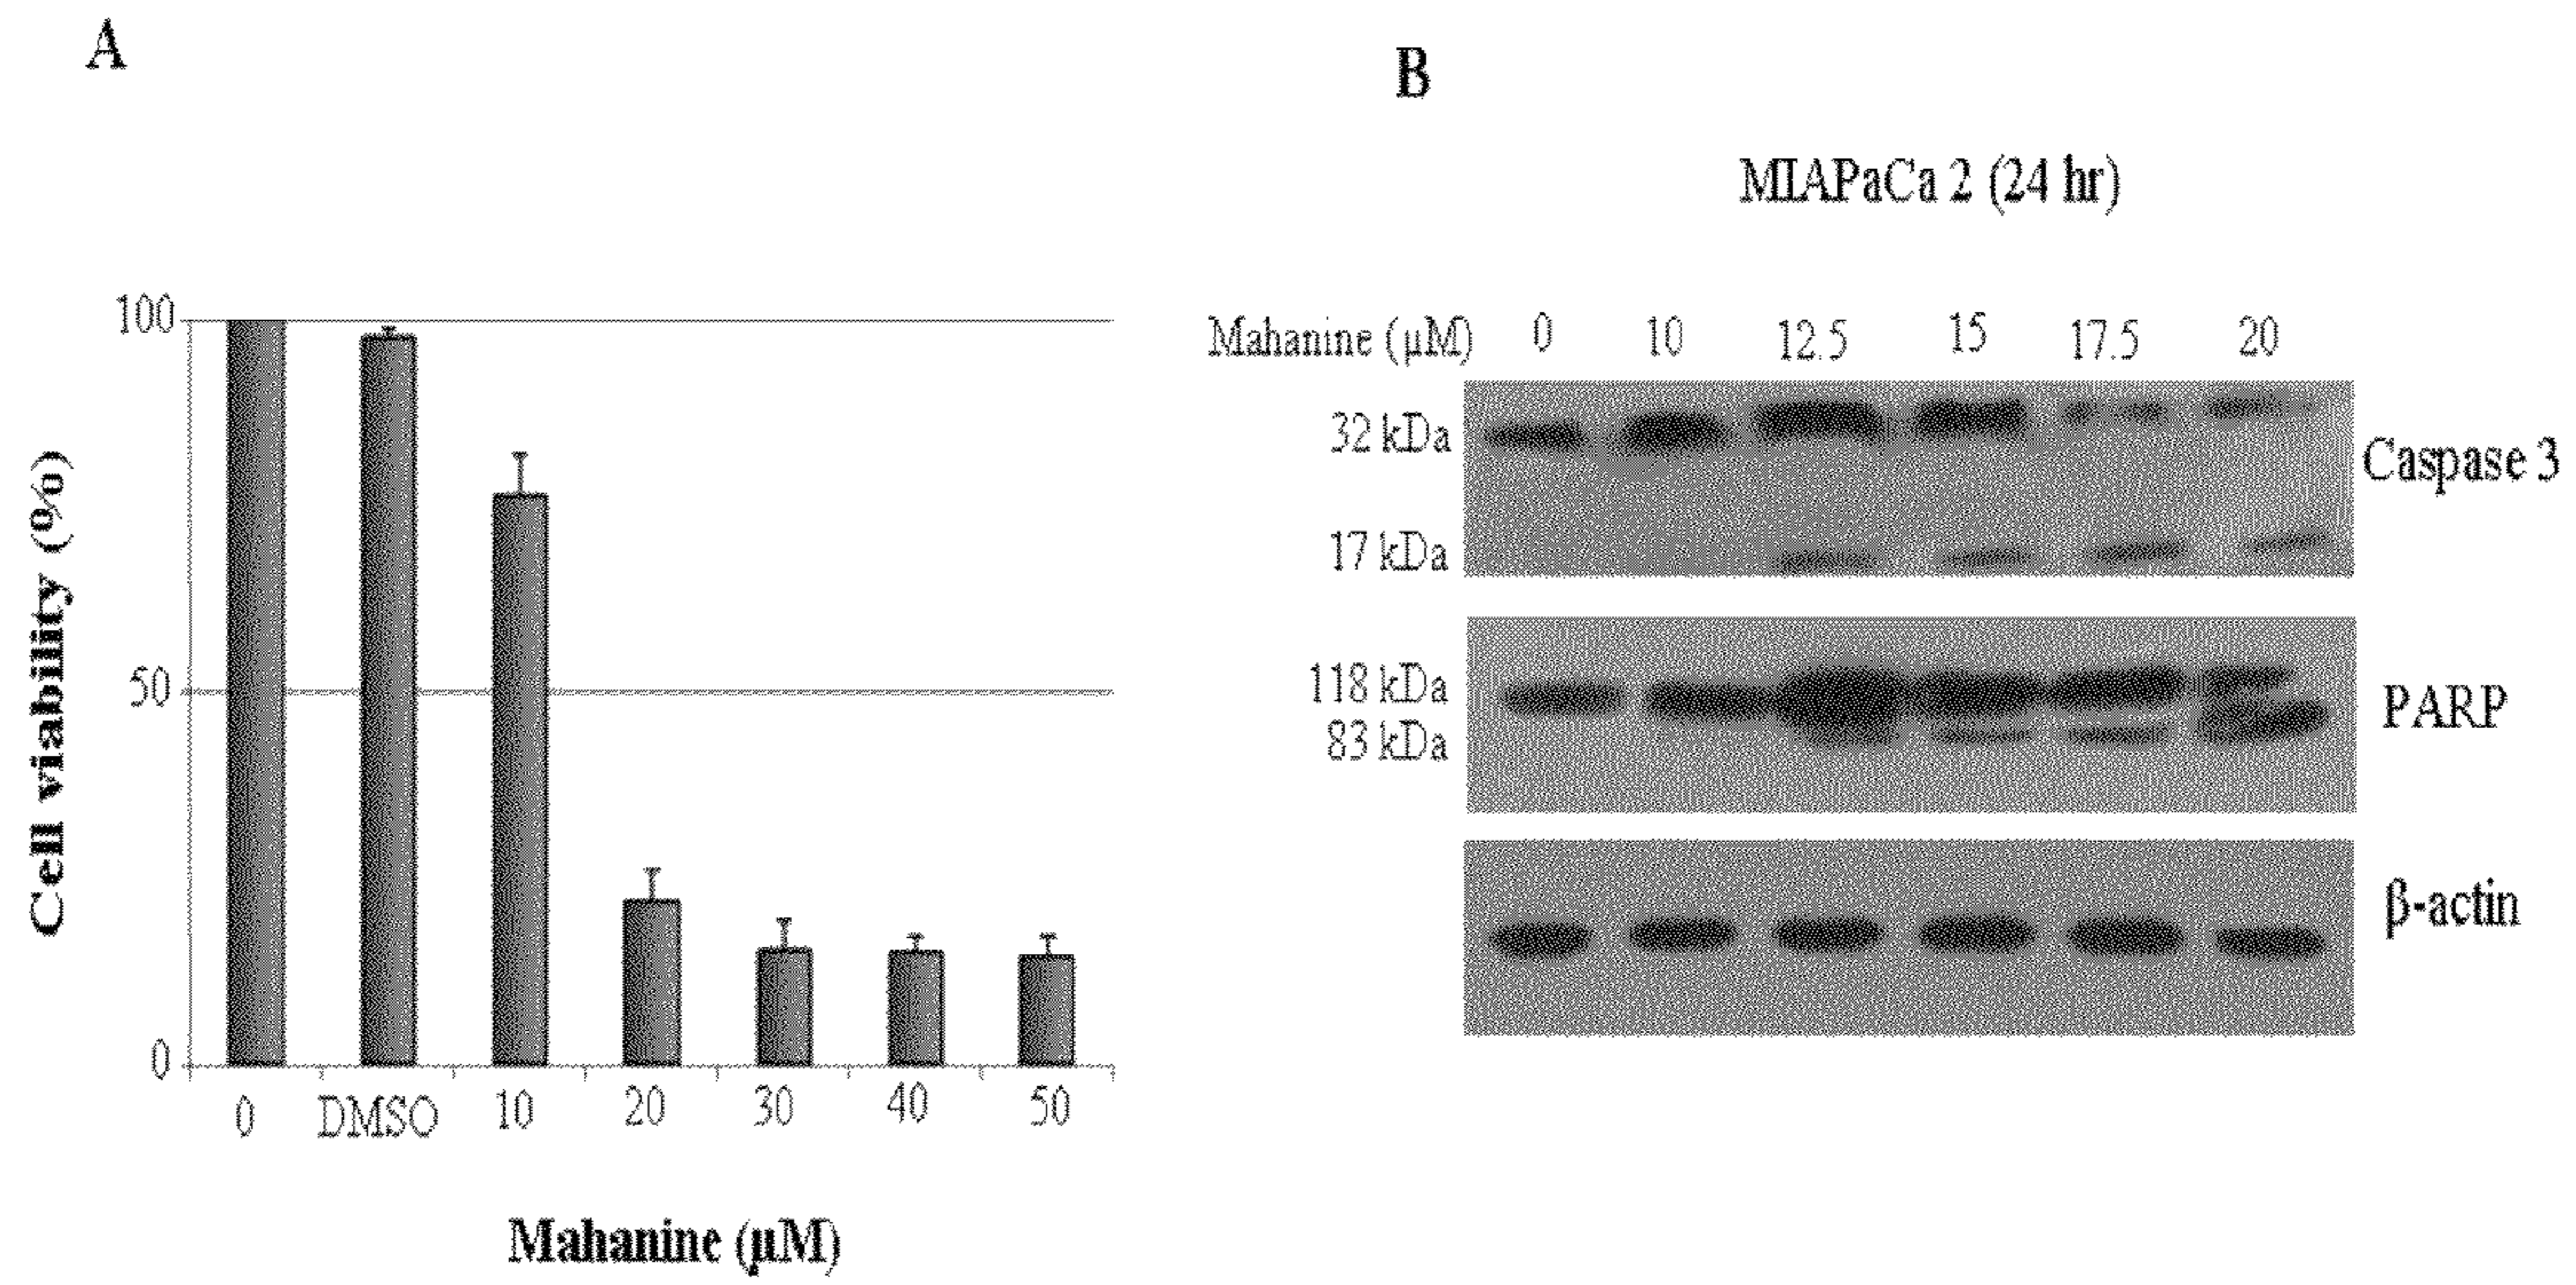 A
100
50
0
Cell viability (%)
0 DMSO 10 20 30 40 50
Mahanine (µM)
B
MIAPaCa 2 (24 hr)
Mahanine (µM) 0 10 12.5 15 17.5 20
32 kDa
17 kDa
Caspase 3
118 kDa
83 kDa
PARP
β-actin